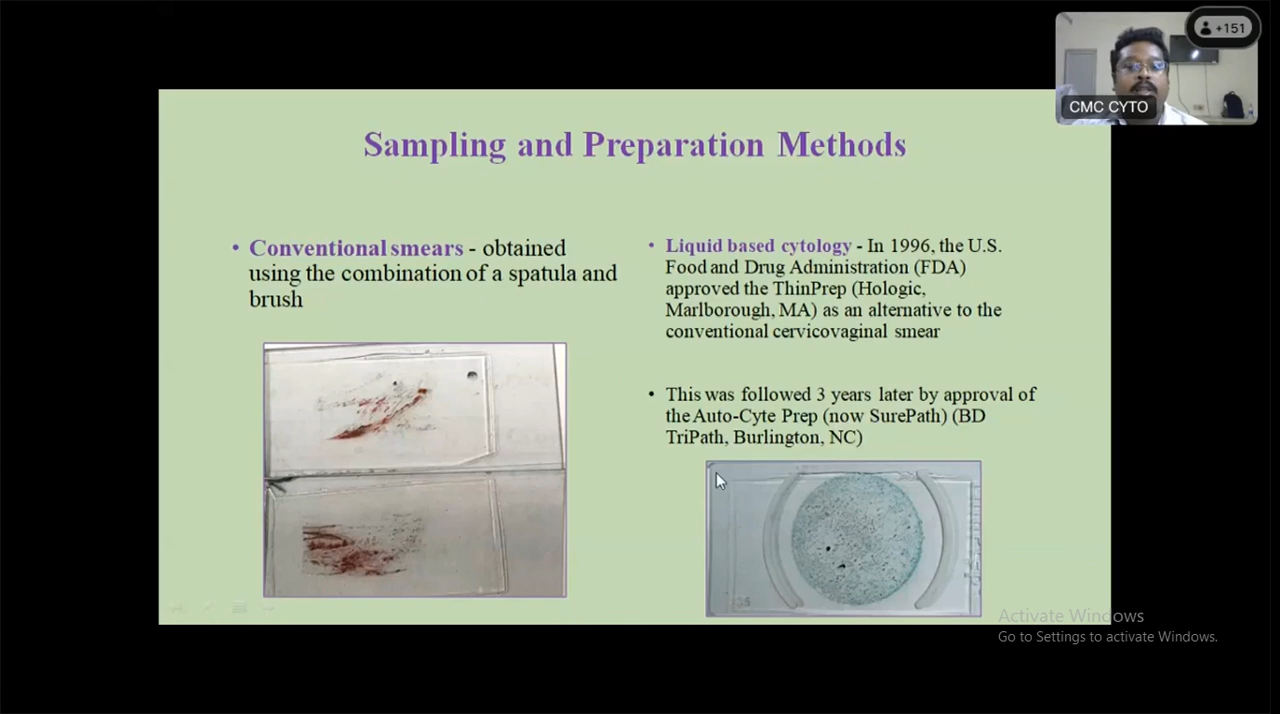 +151
CMC CYTO
Sampling and Preparation Methods
• Conventional smears - obtained
using the combination of a spatula and
brush
• Liquid based cytology - In 1996, the U.S.
Food and Drug Administration (FDA)
approved the ThinPrep (Hologic,
Marlborough, MA) as an alternative to the
conventional cervicovaginal smear
• This was followed 3 years later by approval of
the Auto-Cyte Prep (now SurePath) (BD
TriPath, Burlington, NC)
Activate Windows
Go to Settings to activate Windows.